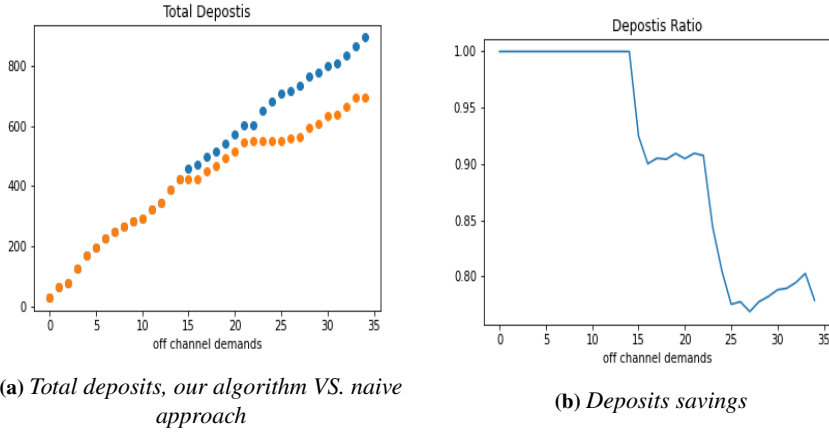 Total Depostis
800
600
400
200
0
0 5 10 15 20 25 30 35
off channel demands
(a) Total deposits, our algorithm VS. naive
approach
Depostis Ratio
1.00
0.95
0.90
0.85
0.80
0 5 10 15 20 25 30 35
off channel demands
(b) Deposits savings